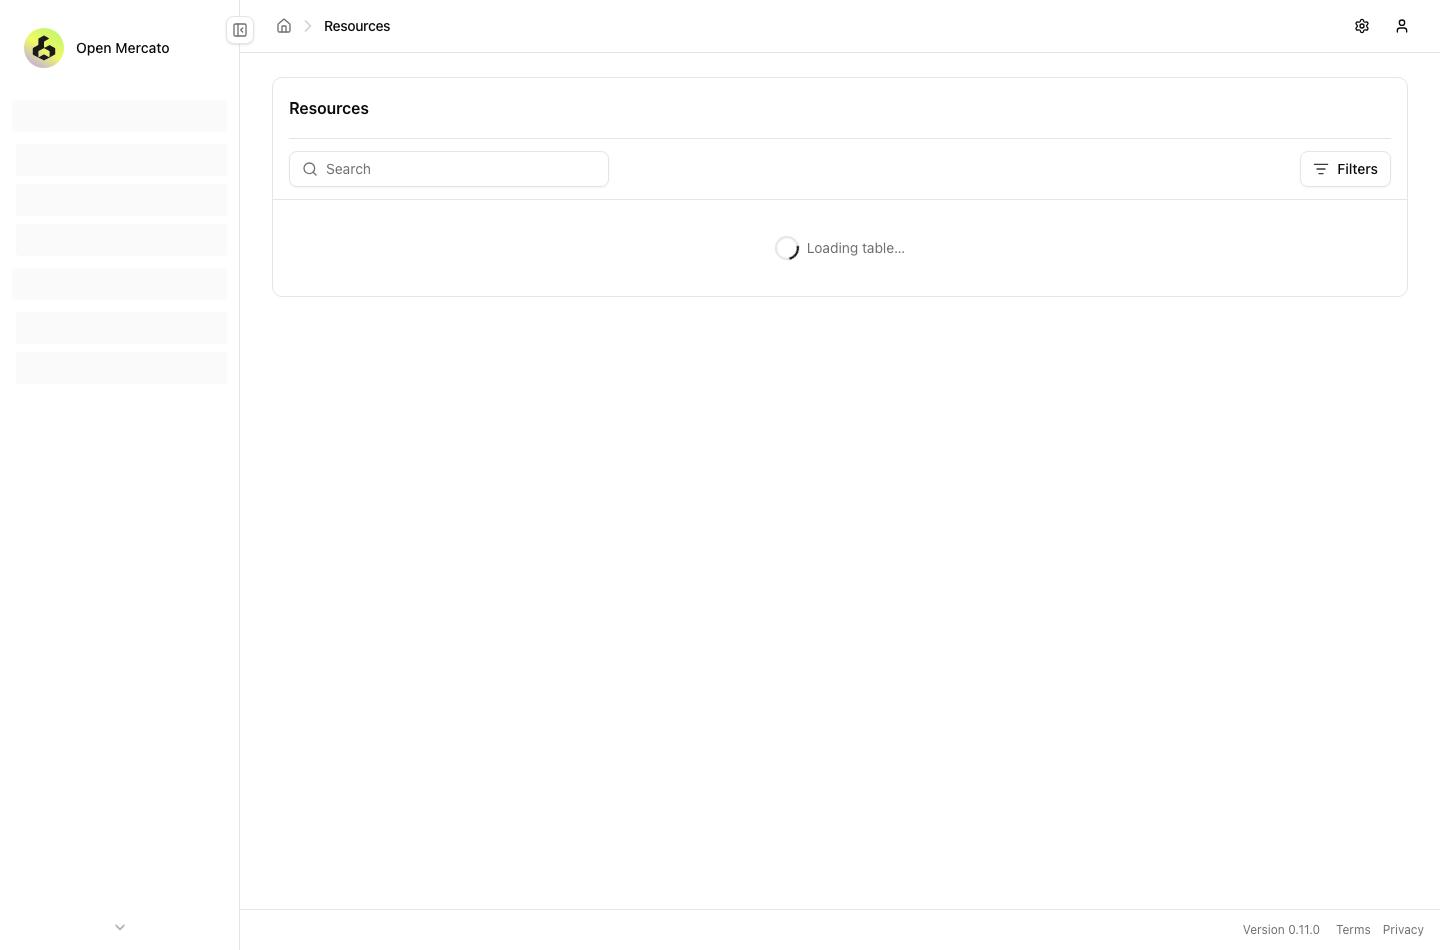 Open Mercato
Resources
Resources
Search
Filters
Loading table...
Version 0.11.0
Terms
Privacy